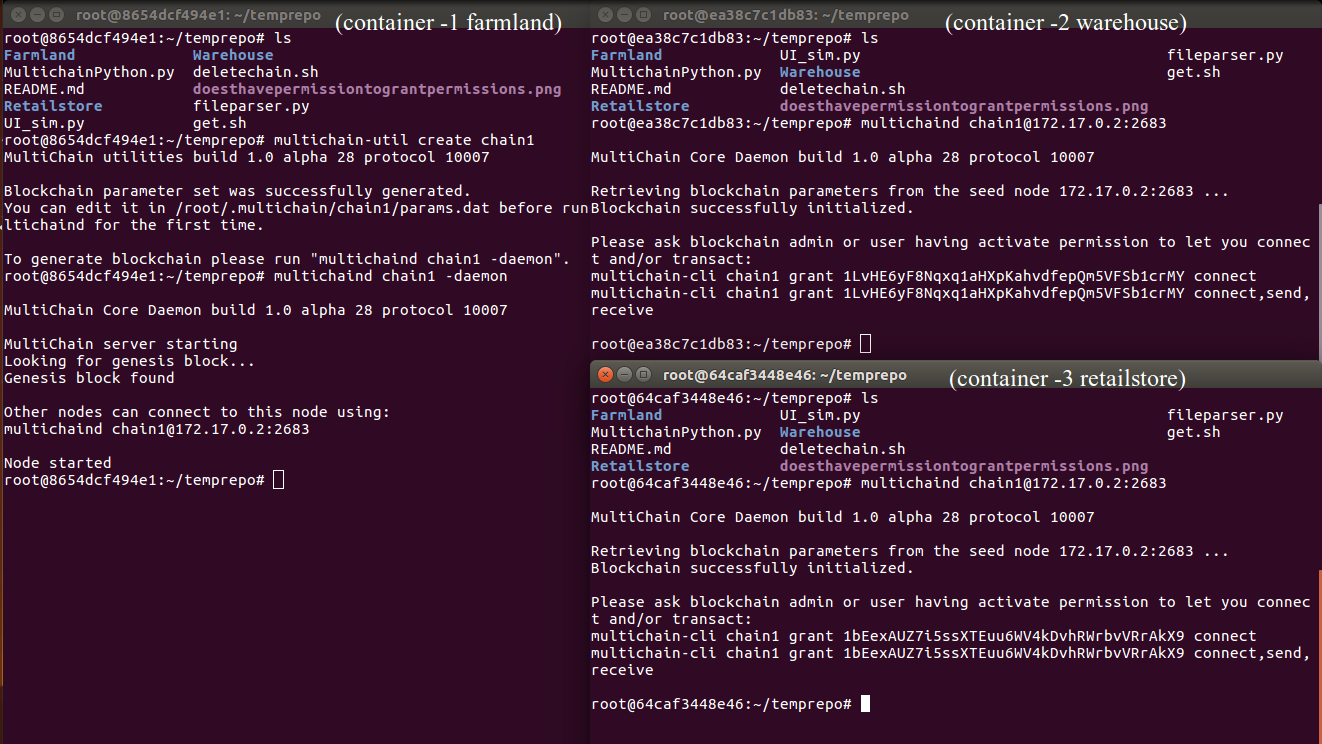 root@8654dcf494e1: ~/temprepo
(container -1 farmland)
root@8654dcf494e1:~/temprepo# ls
Farmland Warehouse
MultichainPython.py deletechain.sh
README.md doesthavepermissiontograntpermissions.png
Retailstore fileparser.py
UI_sim.py get.sh
root@8654dcf494e1:~/temprepo# multichain-util create chain1
MultiChain utilities build 1.0 alpha 28 protocol 10007
Blockchain parameter set was successfully generated.
You can edit it in /root/.multichain/chain1/params.dat before run
ltichaind for the first time.
To generate blockchain please run "multichaind chain1 -daemon".
root@8654dcf494e1:~/temprepo# multichaind chain1 -daemon
MultiChain Core Daemon build 1.0 alpha 28 protocol 10007
MultiChain server starting
Looking for genesis block...
Genesis block found
Other nodes can connect to this node using:
multichaind chain1@172.17.0.2:2683
Node started
root@8654dcf494e1:~/temprepo#
root@ea38c7c1db83: ~/temprepo
(container -2 warehouse)
root@ea38c7c1db83:~/temprepo# ls
Farmland UI_sim.py fileparser.py
MultichainPython.py Warehouse get.sh
README.md deletechain.sh
Retailstore doesthavepermissiontograntpermissions.png
root@ea38c7c1db83:~/temprepo# multichaind chain1@172.17.0.2:2683
MultiChain Core Daemon build 1.0 alpha 28 protocol 10007
Retrieving blockchain parameters from the seed node 172.17.0.2:2683 ...
Blockchain successfully initialized.
Please ask blockchain admin or user having activate permission to let you connec
t and/or transact:
multichain-cli chain1 grant 1LvHE6yF8Nqxq1aHXpKahvdfepQm5VFSb1crMY connect
multichain-cli chain1 grant 1LvHE6yF8Nqxq1aHXpKahvdfepQm5VFSb1crMY connect,send,
receive
root@ea38c7c1db83:~/temprepo#
root@64caf3448e46: ~/temprepo
(container -3 retailstore)
root@64caf3448e46:~/temprepo# ls
Farmland UI_sim.py fileparser.py
MultichainPython.py Warehouse get.sh
README.md deletechain.sh
Retailstore doesthavepermissiontograntpermissions.png
root@64caf3448e46:~/temprepo# multichaind chain1@172.17.0.2:2683
MultiChain Core Daemon build 1.0 alpha 28 protocol 10007
Retrieving blockchain parameters from the seed node 172.17.0.2:2683 ...
Blockchain successfully initialized.
Please ask blockchain admin or user having activate permission to let you connec
t and/or transact:
multichain-cli chain1 grant 1bEexAUZ7i5ssXTEuu6WV4kDvhRWrbvVRrAkX9 connect
multichain-cli chain1 grant 1bEexAUZ7i5ssXTEuu6WV4kDvhRWrbvVRrAkX9 connect,send,
receive
root@64caf3448e46:~/temprepo#